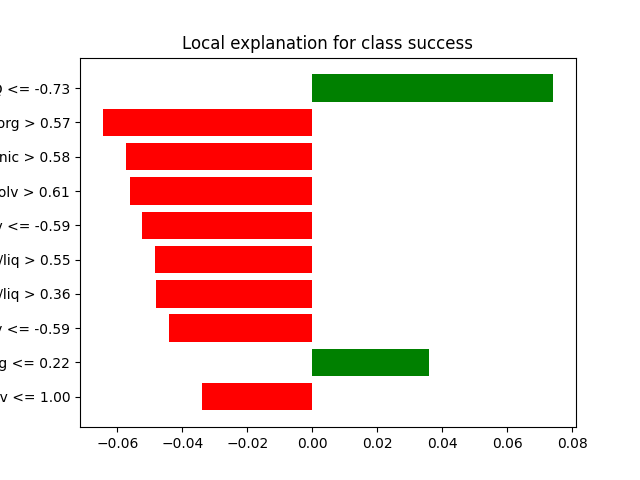 Local explanation for class success
<= -0.73
org > 0.57
nic > 0.58
olv > 0.61
<= -0.59
/liq > 0.55
/liq > 0.36
<= -0.59
g <= 0.22
v <= 1.00
−0.06 −0.04 −0.02 0.00 0.02 0.04 0.06 0.08